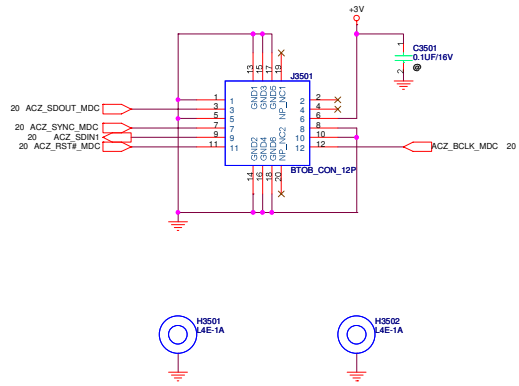 +3V
C3501
0.1UF/16V
@
1
2
J3501
13
15
17
19
GND1
GND3
GND5
NP_NC1
1
3
5
7
9
11
1
3
5
7
9
11
2
4
6
8
10
12
2
4
6
8
10
12
GND2
GND4
GND6
NP_NC2
14
16
18
20
BTOB_CON_12P
20 ACZ_SDOUT_MDC
20 ACZ_SYNC_MDC
20 ACZ_SDIN1
20 ACZ_RST#_MDC
ACZ_BCLK_MDC 20
H3501
L4E-1A
H3502
L4E-1A